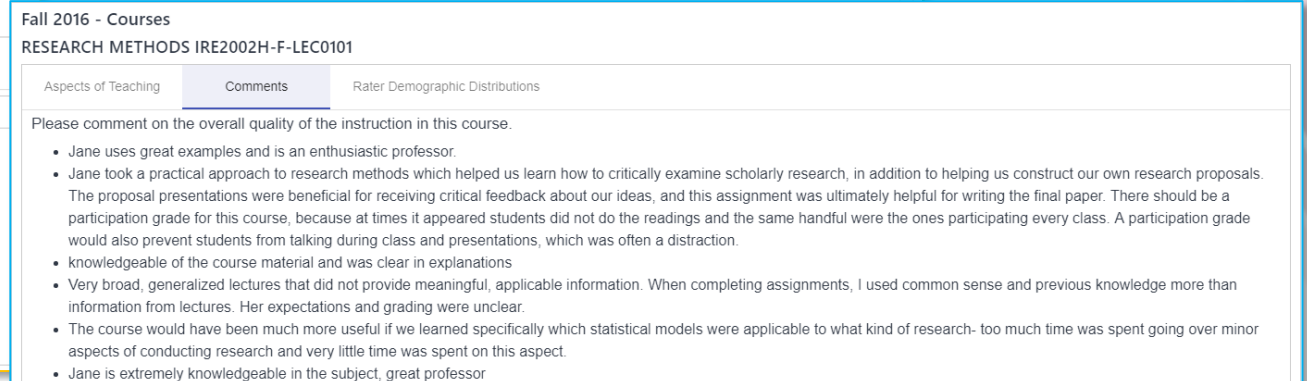 Fall 2016 - Courses
RESEARCH METHODS IRE2002H-F-LEC0101
Aspects of Teaching Comments Rater Demographic Distributions
Please comment on the overall quality of the instruction in this course.
• Jane uses great examples and is an enthusiastic professor.
• Jane took a practical approach to research methods which helped us learn how to critically examine scholarly research, in addition to helping us construct our own research proposals.
The proposal presentations were beneficial for receiving critical feedback about our ideas, and this assignment was ultimately helpful for writing the final paper. There should be a
participation grade for this course, because at times it appeared students did not do the readings and the same handful were the ones participating every class. A participation grade
would also prevent students from talking during class and presentations, which was often a distraction.
• knowledgeable of the course material and was clear in explanations
• Very broad, generalized lectures that did not provide meaningful, applicable information. When completing assignments, I used common sense and previous knowledge more than
information from lectures. Her expectations and grading were unclear.
• The course would have been much more useful if we learned specifically which statistical models were applicable to what kind of research- too much time was spent going over minor
aspects of conducting research and very little time was spent on this aspect.
• Jane is extremely knowledgeable in the subject, great professor